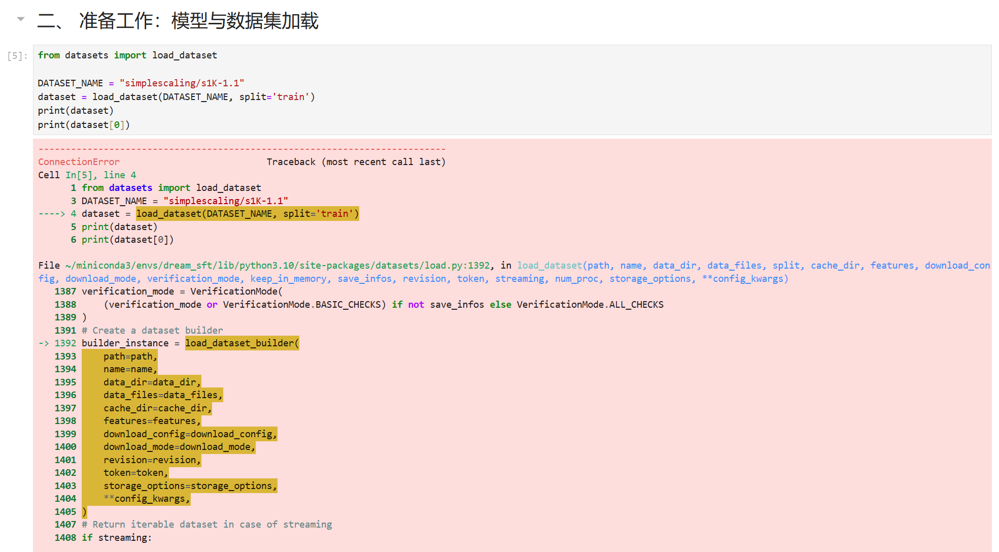 二、 准备工作：模型与数据集加载
[5]:
from datasets import load_dataset
DATASET_NAME = "simplescaling/s1K-1.1"
dataset = load_dataset(DATASET_NAME, split='train')
print(dataset)
print(dataset[0])
---------------------------------------------------------------------------
ConnectionError                           Traceback (most recent call last)
Cell In[5], line 4
      1 from datasets import load_dataset
      3 DATASET_NAME = "simplescaling/s1K-1.1"
----> 4 dataset = load_dataset(DATASET_NAME, split='train')
      5 print(dataset)
      6 print(dataset[0])
File ~/miniconda3/envs/dream_sft/lib/python3.10/site-packages/datasets/load.py:1392, in load_dataset(path, name, data_dir, data_files, split, cache_dir, features, download_con
fig, download_mode, verification_mode, keep_in_memory, save_infos, revision, token, streaming, num_proc, storage_options, **config_kwargs)
   1387 verification_mode = VerificationMode(
   1388     (verification_mode or VerificationMode.BASIC_CHECKS) if not save_infos else VerificationMode.ALL_CHECKS
   1389 )
   1391 # Create a dataset builder
-> 1392 builder_instance = load_dataset_builder(
   1393     path=path,
   1394     name=name,
   1395     data_dir=data_dir,
   1396     data_files=data_files,
   1397     cache_dir=cache_dir,
   1398     features=features,
   1399     download_config=download_config,
   1400     download_mode=download_mode,
   1401     revision=revision,
   1402     token=token,
   1403     storage_options=storage_options,
   1404     **config_kwargs,
   1405 )
   1407 # Return iterable dataset in case of streaming
   1408 if streaming: